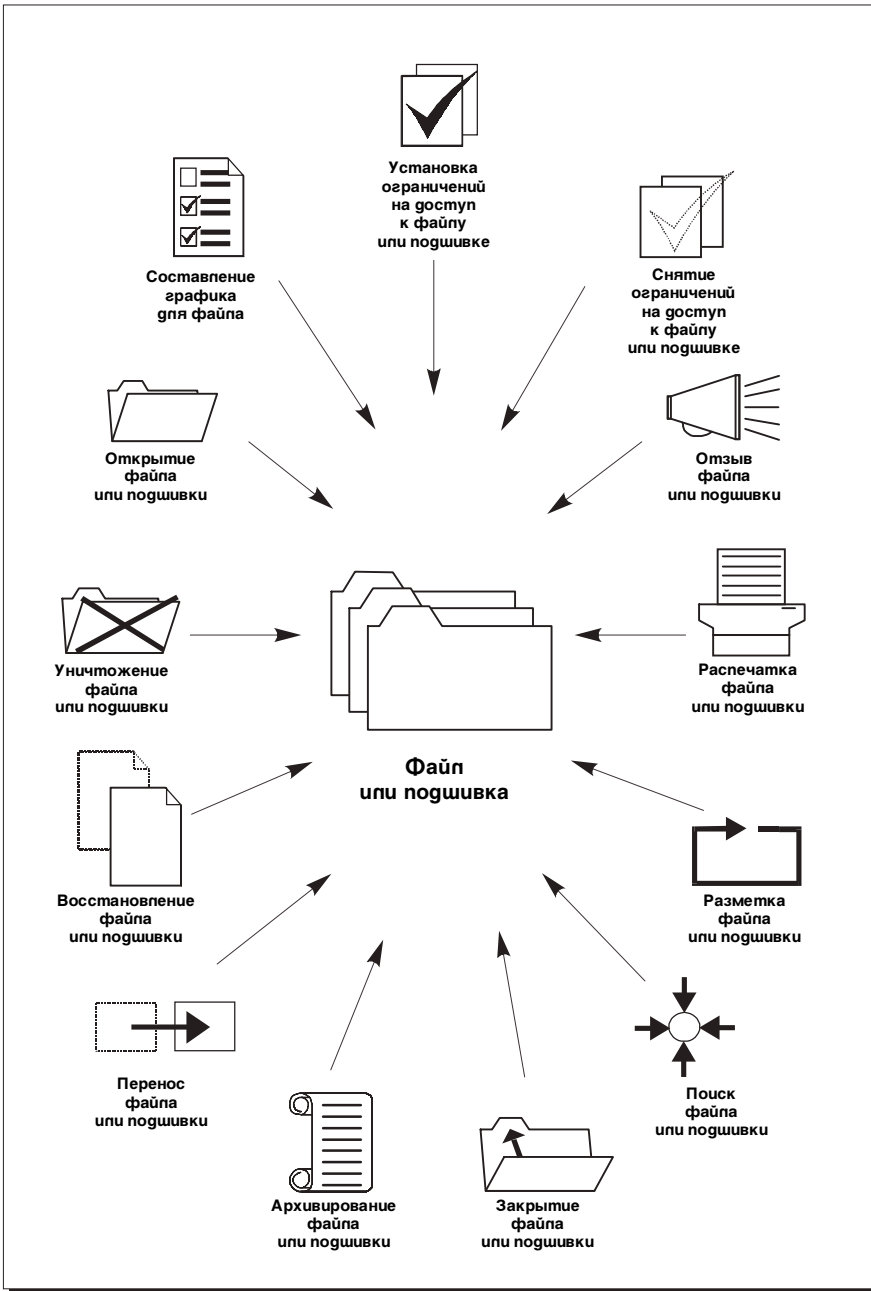 Установка
ограничений
на доступ
к файлу
или подшивке
Составление
графика
для файла
Снятие
ограничений
на доступ
к файлу
или подшивке
Открытие
файла
или подшивки
Отзыв
файла
или подшивки
Уничтожение
файла
или подшивки
Распечатка
файла
или подшивки
Файл
или подшивка
Восстановление
файла
или подшивки
Разметка
файла
или подшивки
Перенос
файла
или подшивки
Поиск
файла
или подшивки
Архивирование
файла
или подшивки
Закрытие
файла
или подшивки